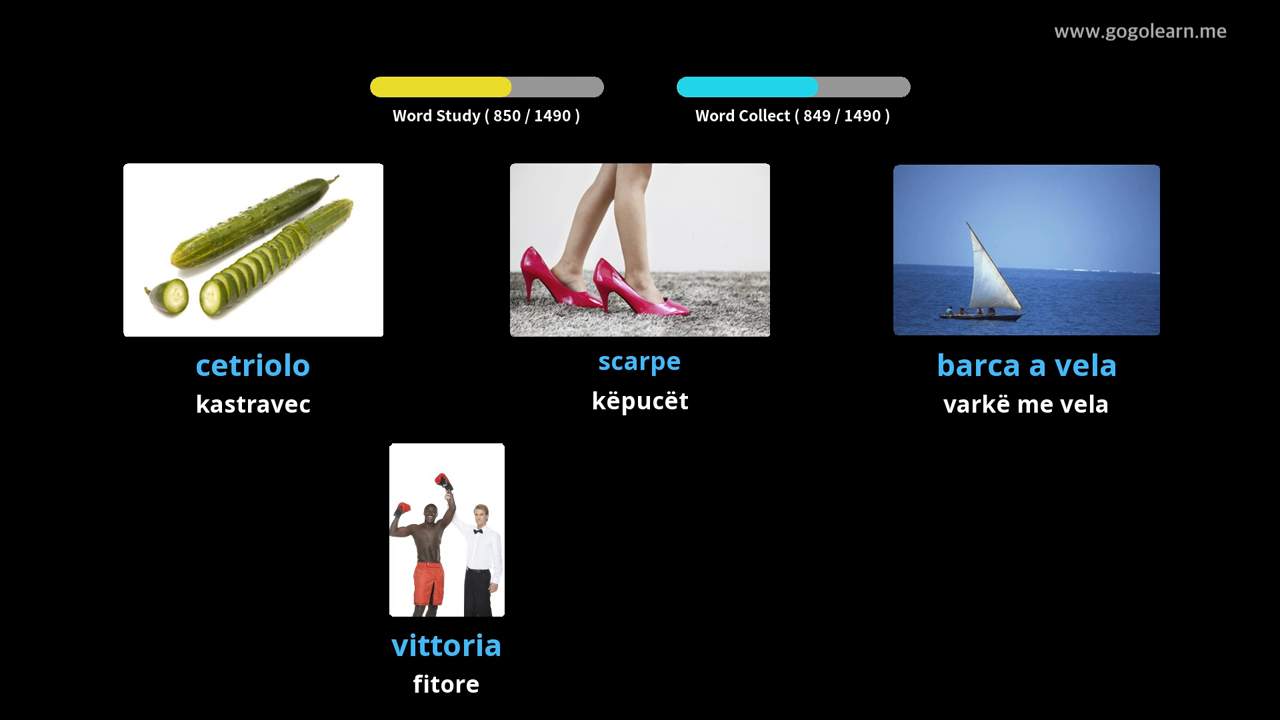 www.gogolearn.me
Word Study ( 850 / 1490 )
Word Collect ( 849 / 1490 )
cetriolo
kastravec
scarpe
këpucët
barca a vela
varkë me vela
vittoria
fitore